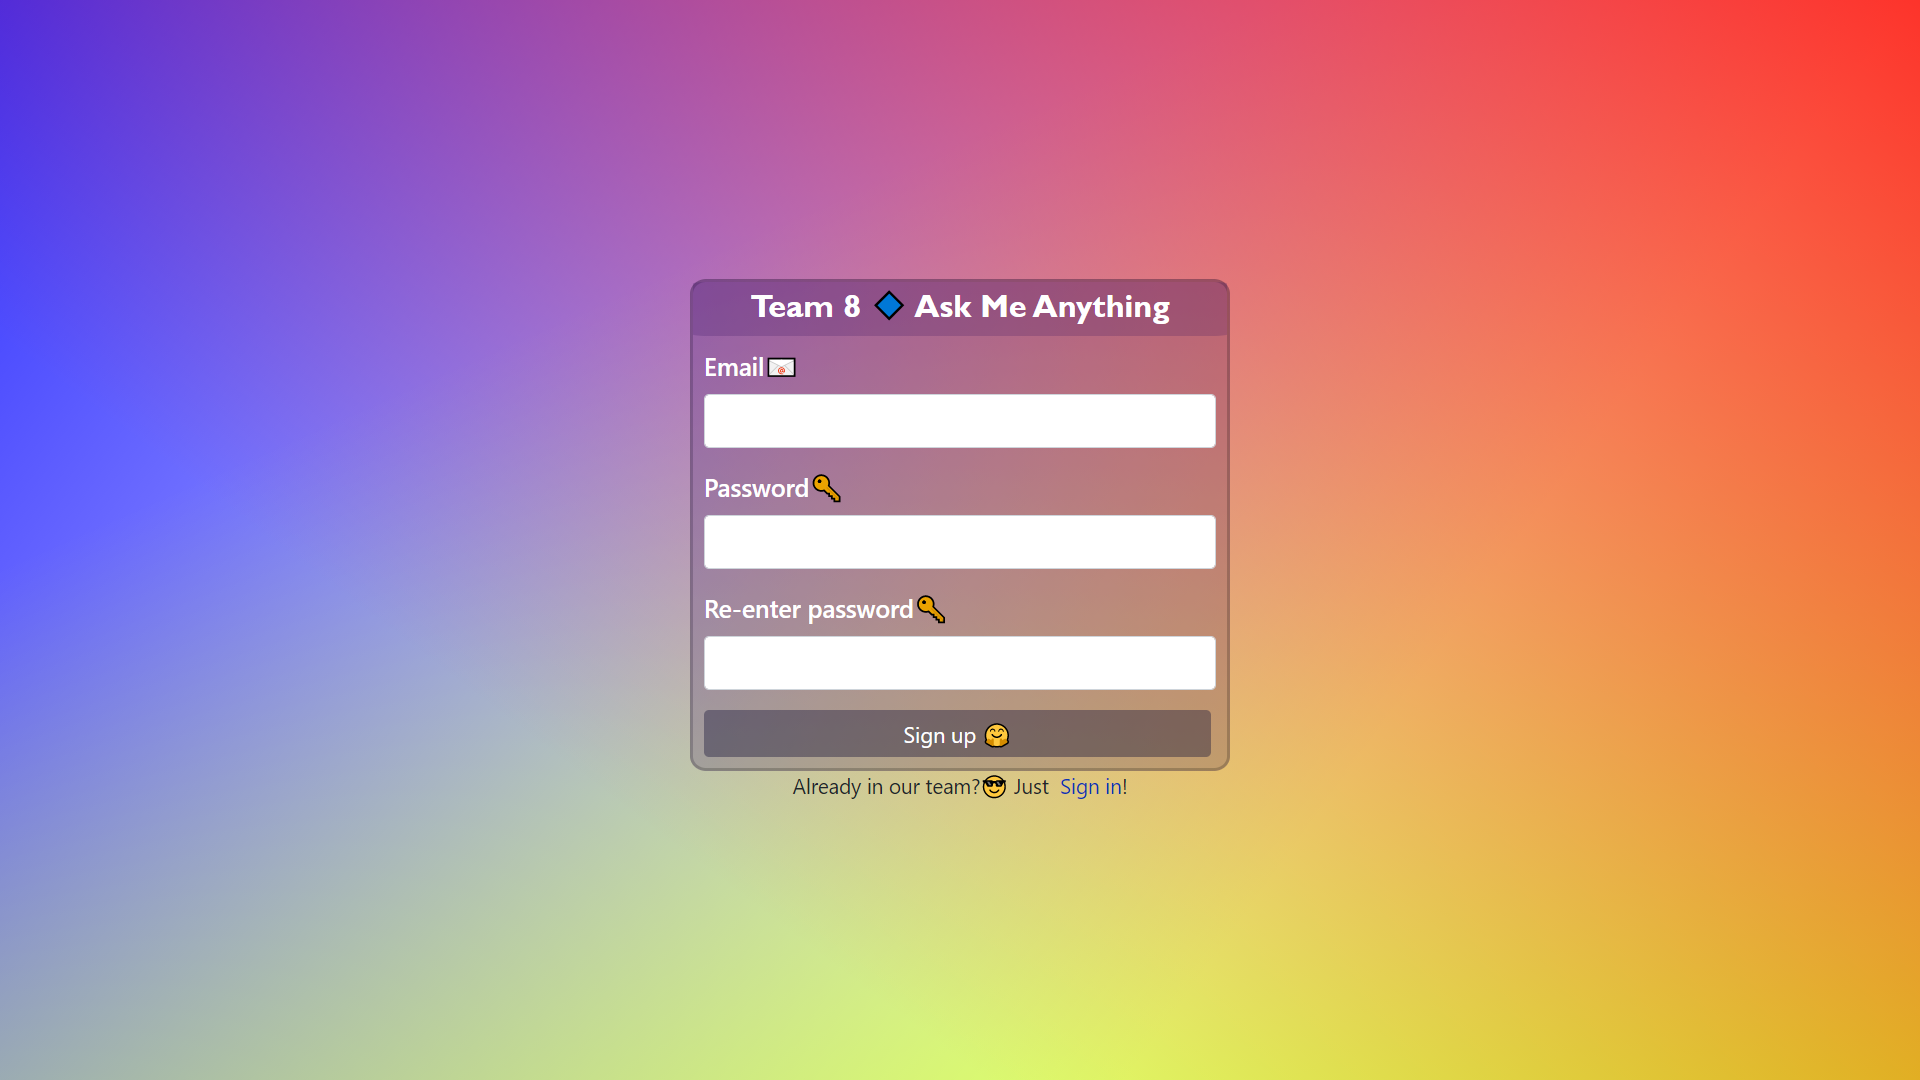 Team 8 🔷 Ask Me Anything
Email📧
Password🔑
Re-enter password🔑
Sign up 🤗
Already in our team?😎 Just Sign in!